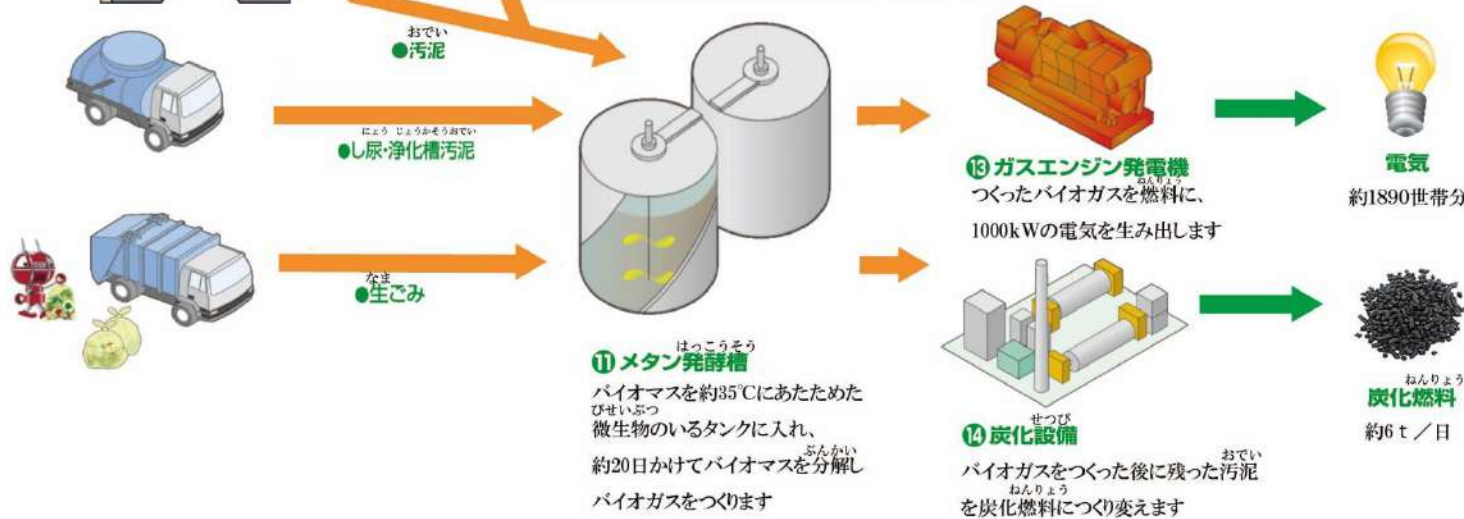 おでい
●汚泥
にょう じょうかそうおでい
●し尿・浄化槽汚泥
なま
●生ごみ
はっこうそう
⑪メタン発酵槽
バイオマスを約35℃にあたためた
びせいぶつ
微生物のいるタンクに入れ、
ぶんかい
約20日かけてバイオマスを分解し
バイオガスをつくります
⑬ガスエンジン発電機
ねんりょう
つくったバイオガスを燃料に、
1000kWの電気を生み出します
電気
約1890世帯分
せつび
⑭炭化設備
おでい
バイオガスをつくった後に残った汚泥
ねんりょう
を炭化燃料につくり変えます
ねんりょう
炭化燃料
約6t/日